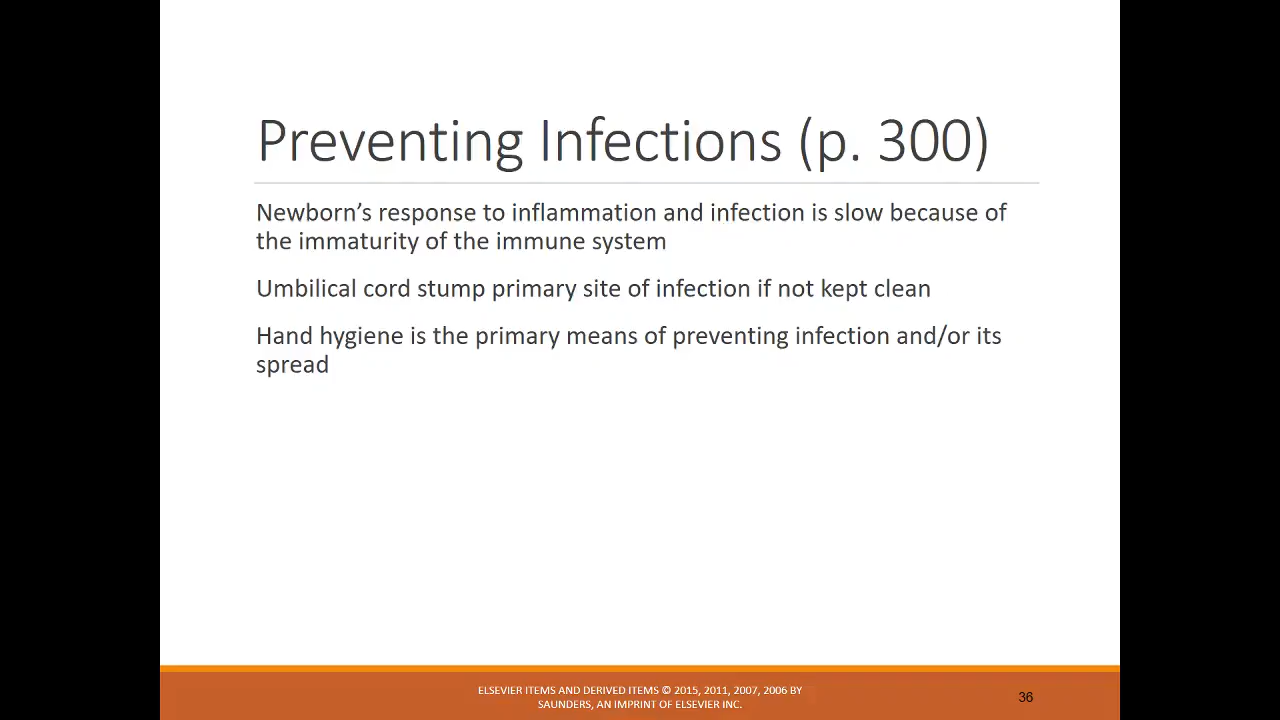 Preventing Infections (p. 300)
Newborn’s response to inflammation and infection is slow because of
the immaturity of the immune system
Umbilical cord stump primary site of infection if not kept clean
Hand hygiene is the primary means of preventing infection and/or its
spread
ELSEVIER ITEMS AND DERIVED ITEMS © 2015, 2011, 2007, 2006 BY
SAUNDERS, AN IMPRINT OF ELSEVIER INC.
36